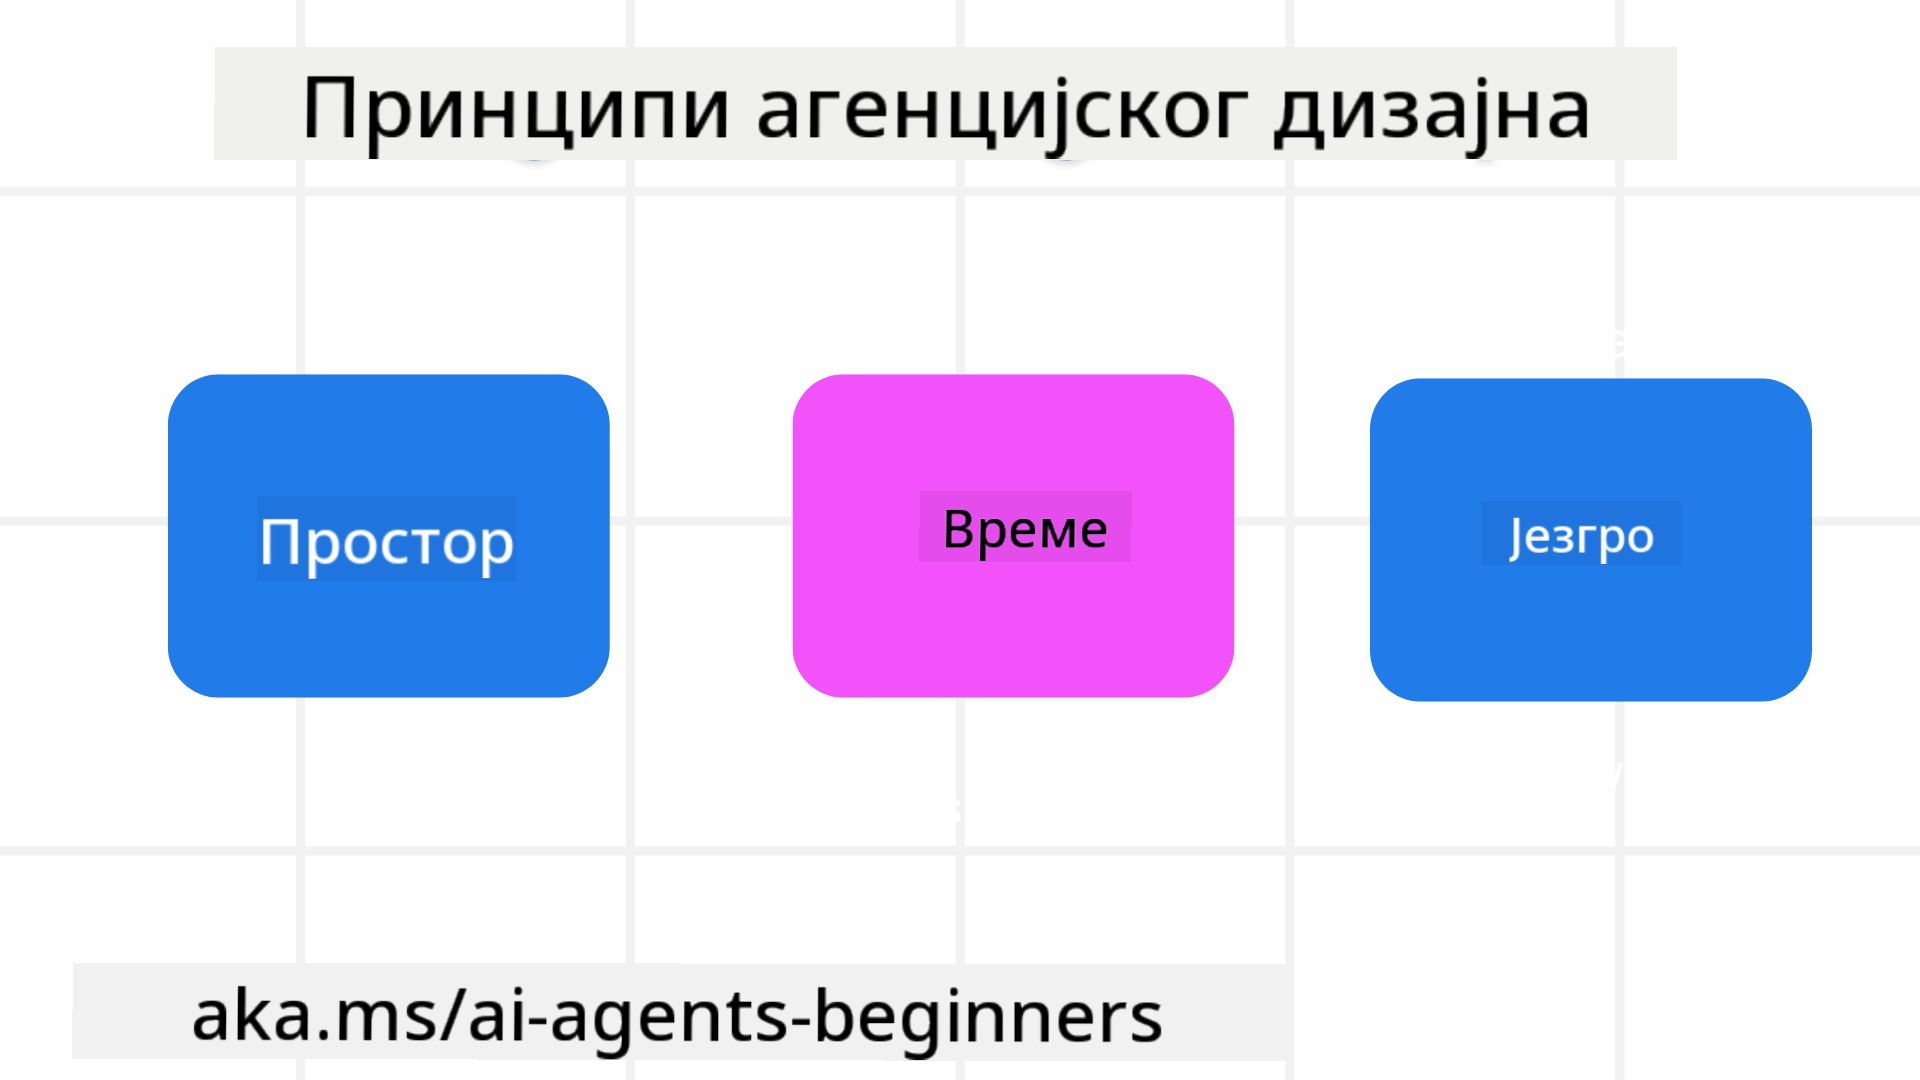 Принципи агенцијског дизајна
Простор
Време
Језгро
aka.ms/ai-agents-beginners